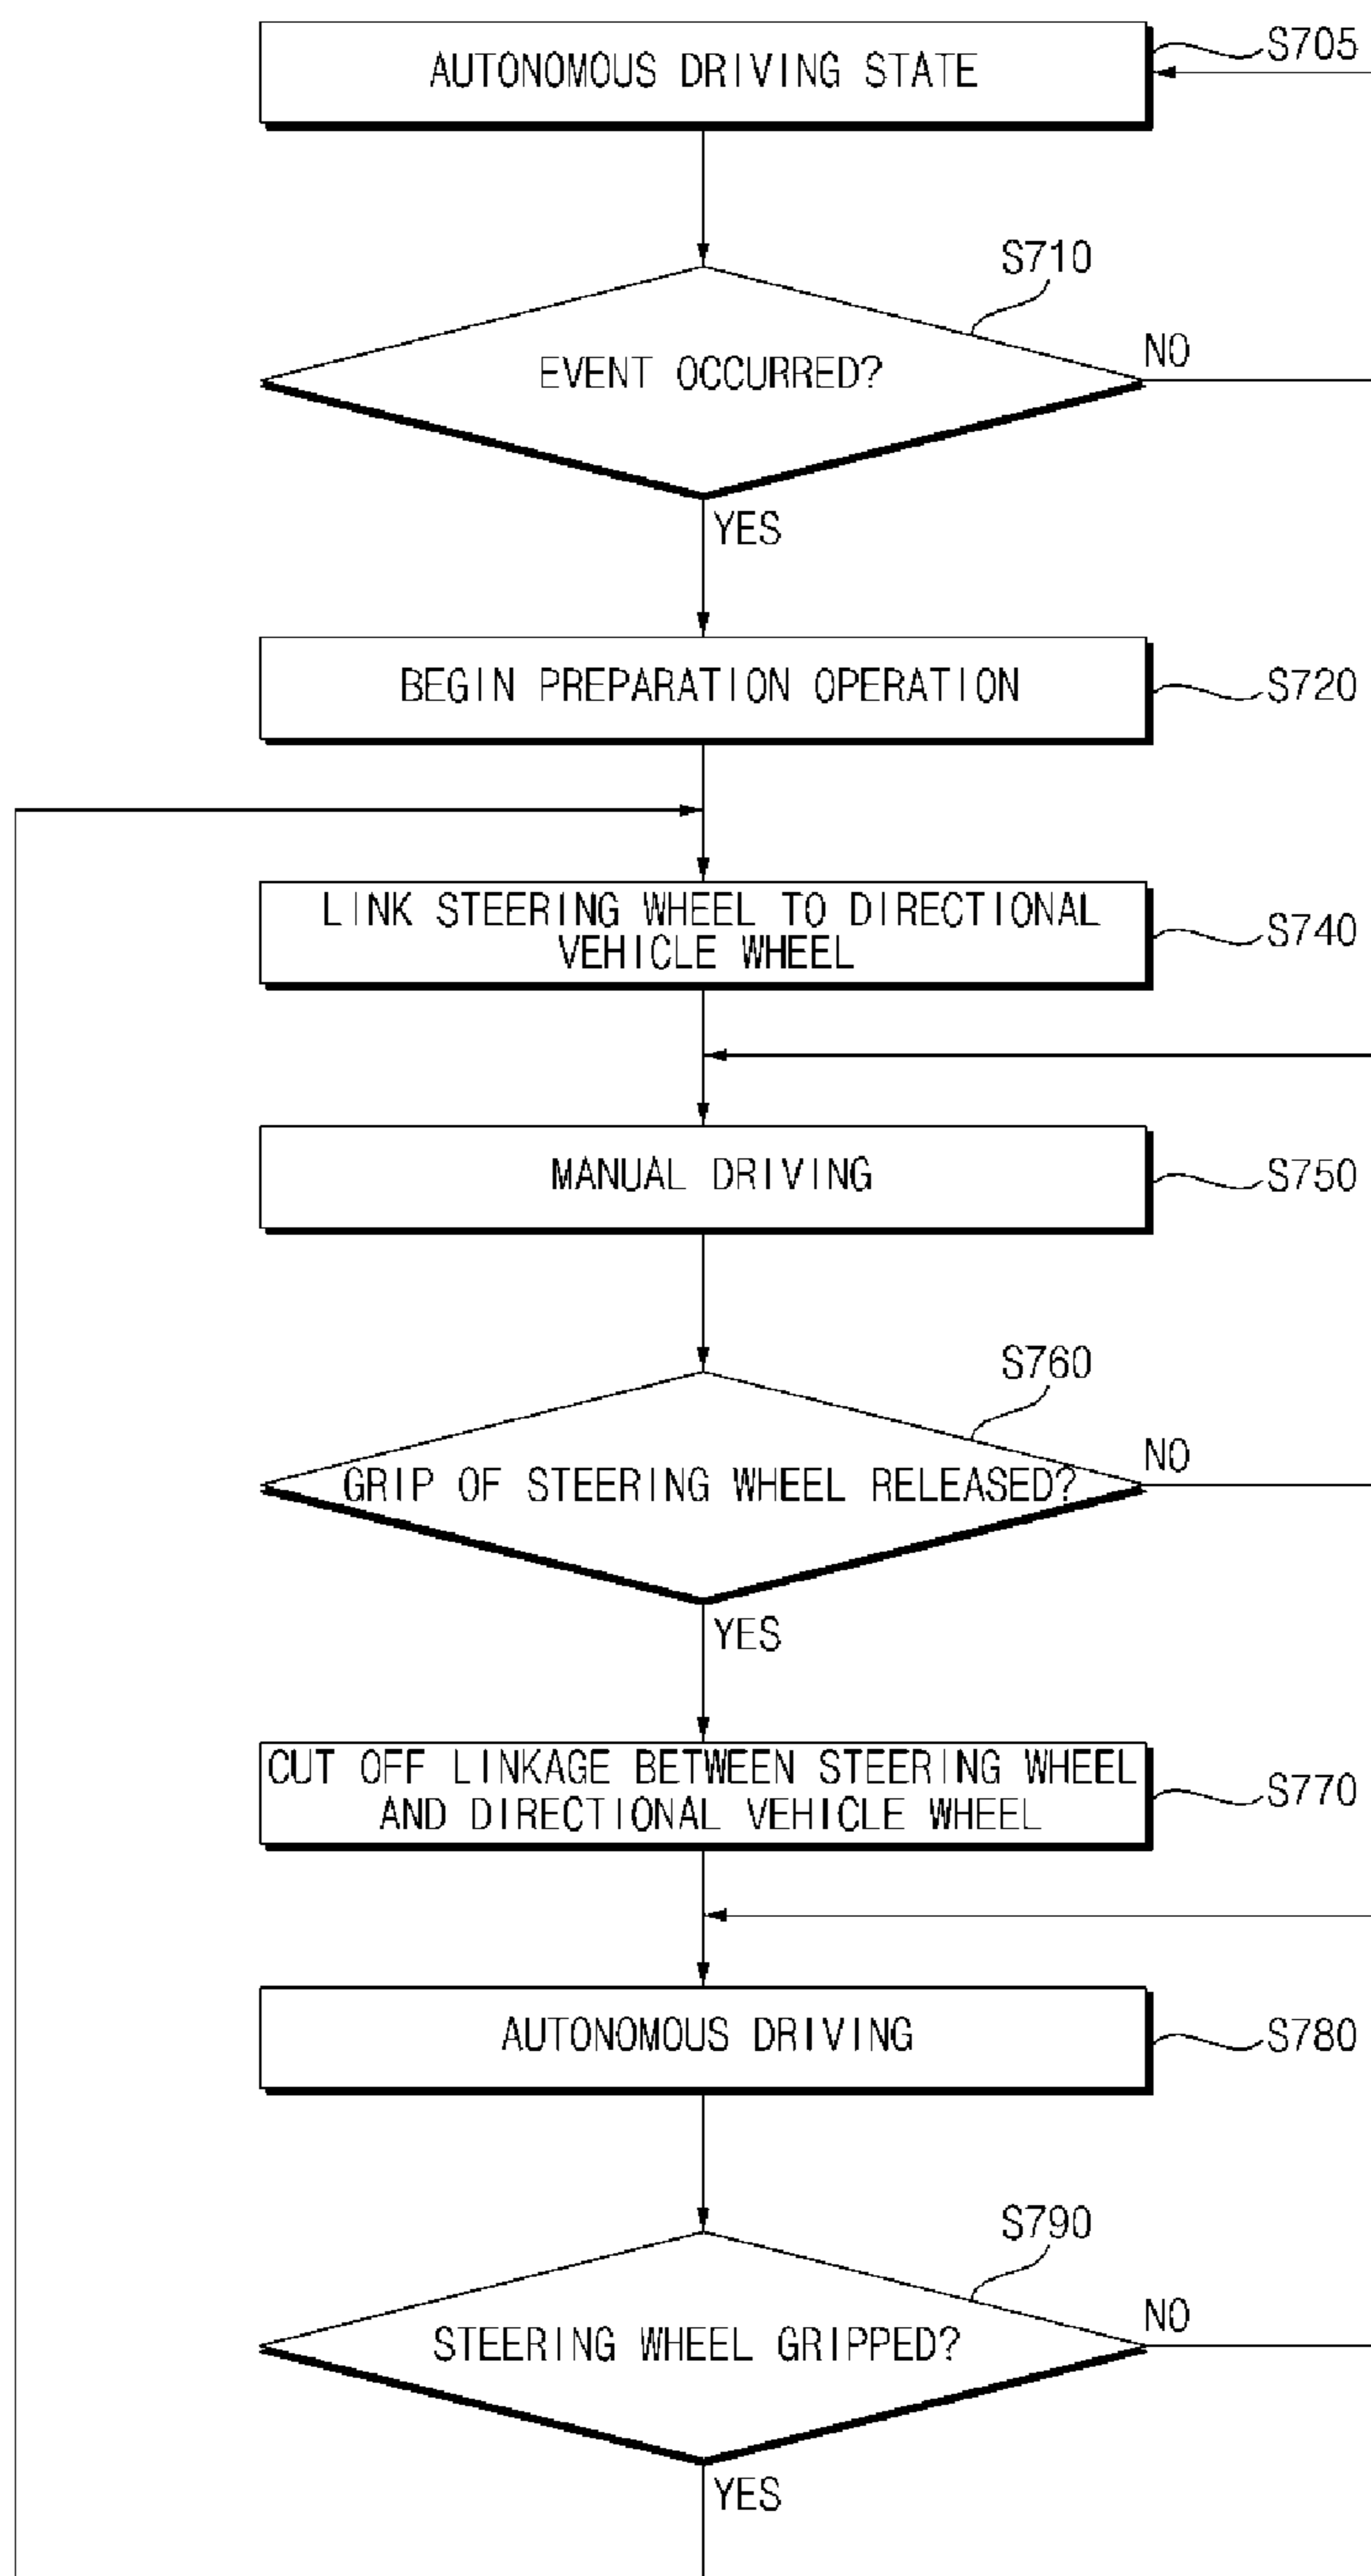 AUTONOMOUS DRIVING STATE
S705
S710
EVENT OCCURRED?
NO
YES
BEGIN PREPARATION OPERATION
S720
LINK STEERING WHEEL TO DIRECTIONAL
VEHICLE WHEEL
S740
MANUAL DRIVING
S750
S760
GRIP OF STEERING WHEEL RELEASED?
NO
YES
CUT OFF LINKAGE BETWEEN STEERING WHEEL
AND DIRECTIONAL VEHICLE WHEEL
S770
AUTONOMOUS DRIVING
S780
S790
STEERING WHEEL GRIPPED?
NO
YES